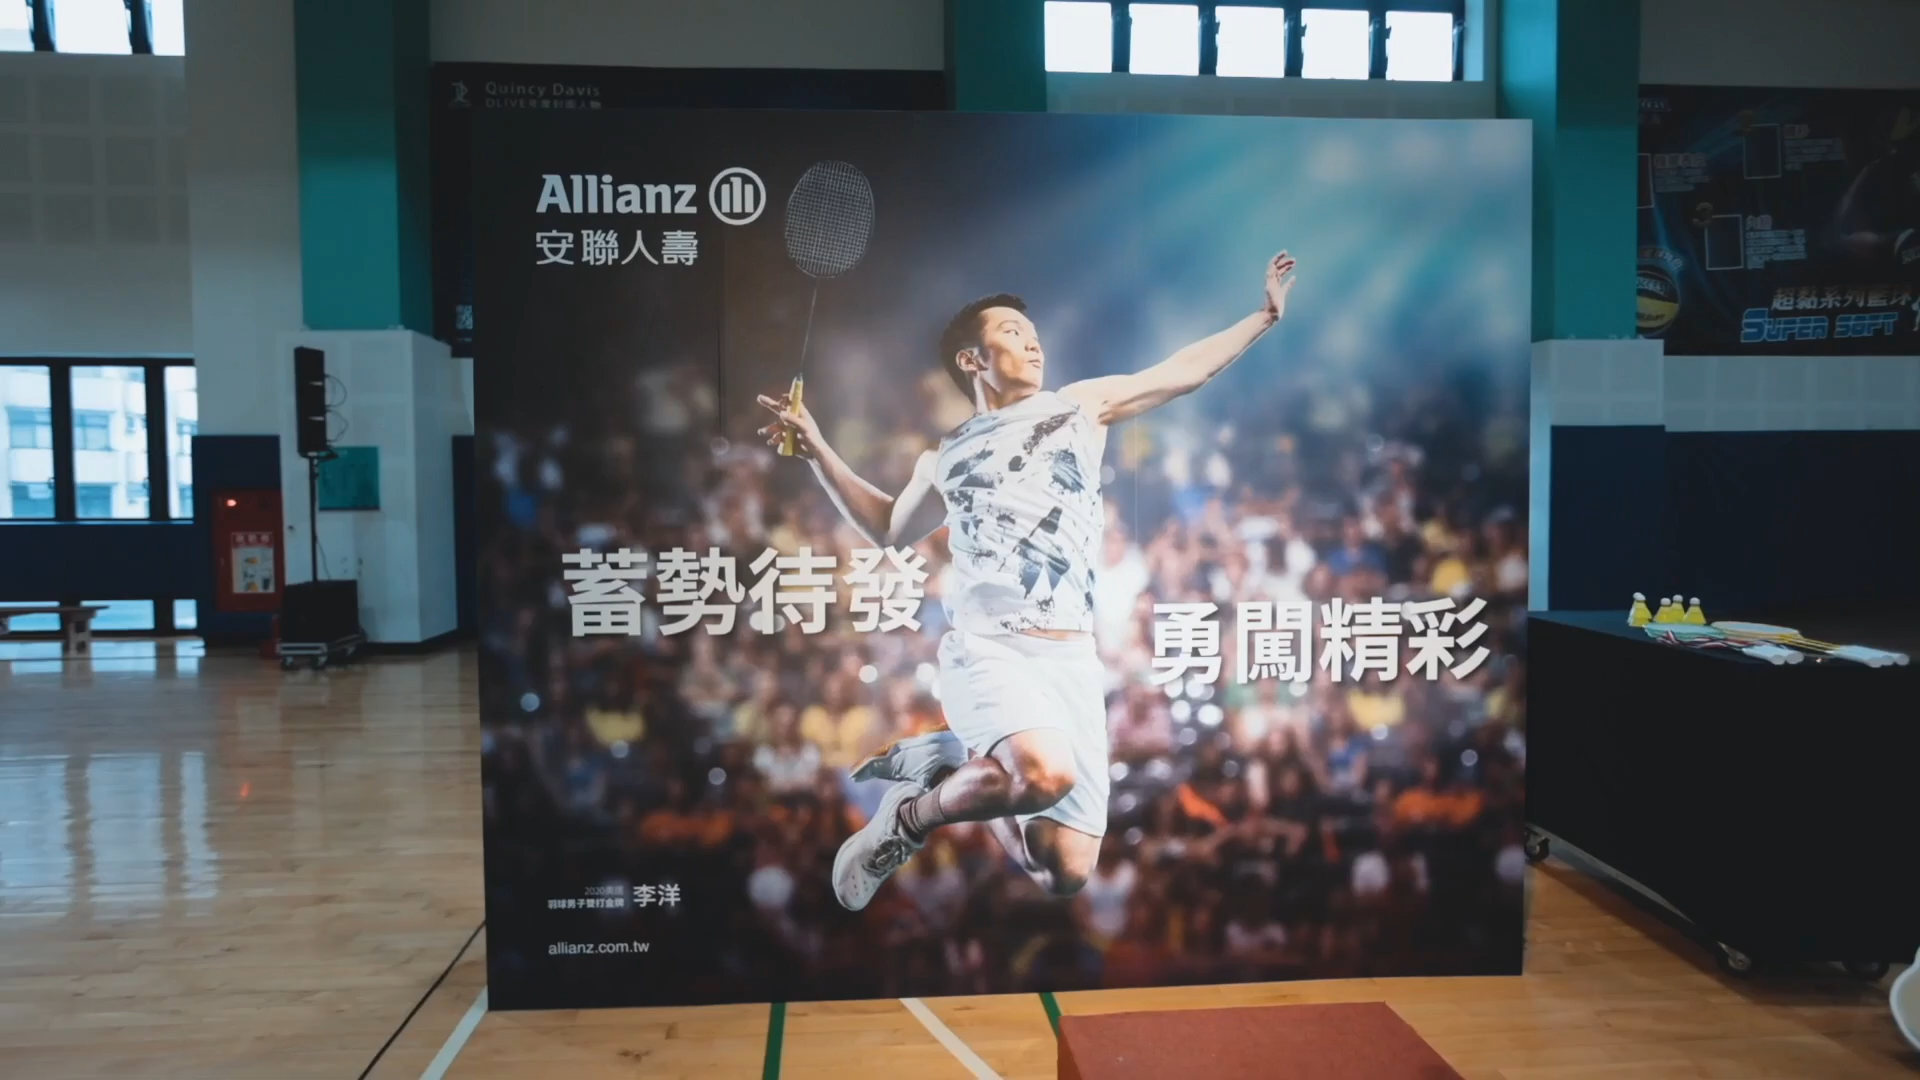 Quincy Davis
Allianz
安聯人壽
蓄勢待發
勇闖精彩
2020奧運
羽球男子雙打金牌 李洋
allianz.com.tw
超黏系列籃球
SUPER SOFT